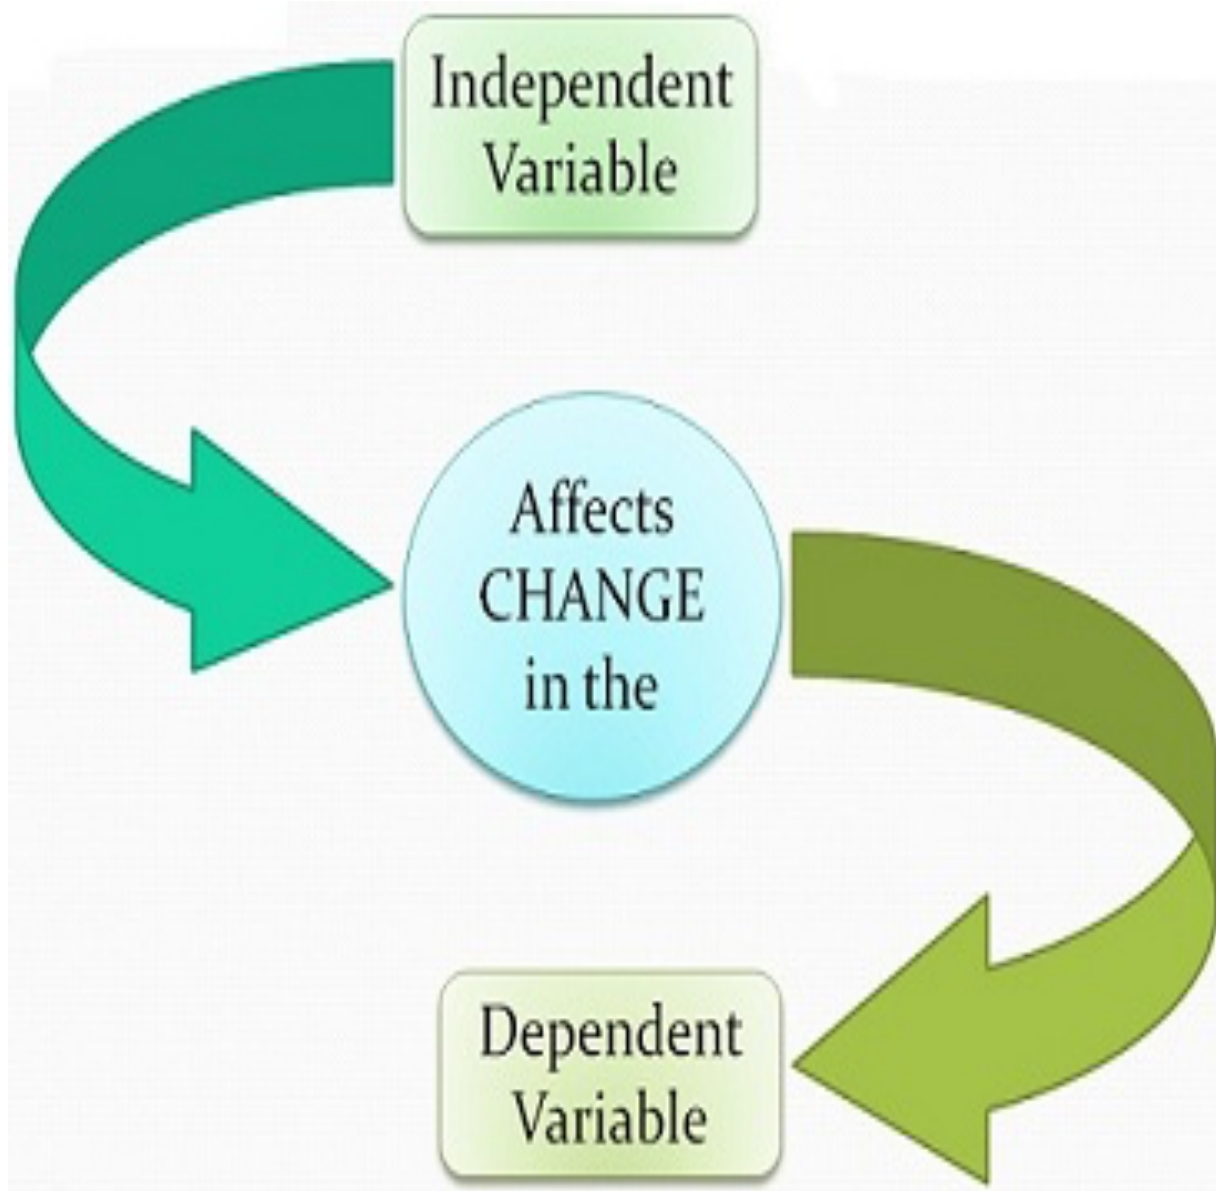 Independent
Variable
Affects
CHANGE
in the
Dependent
Variable